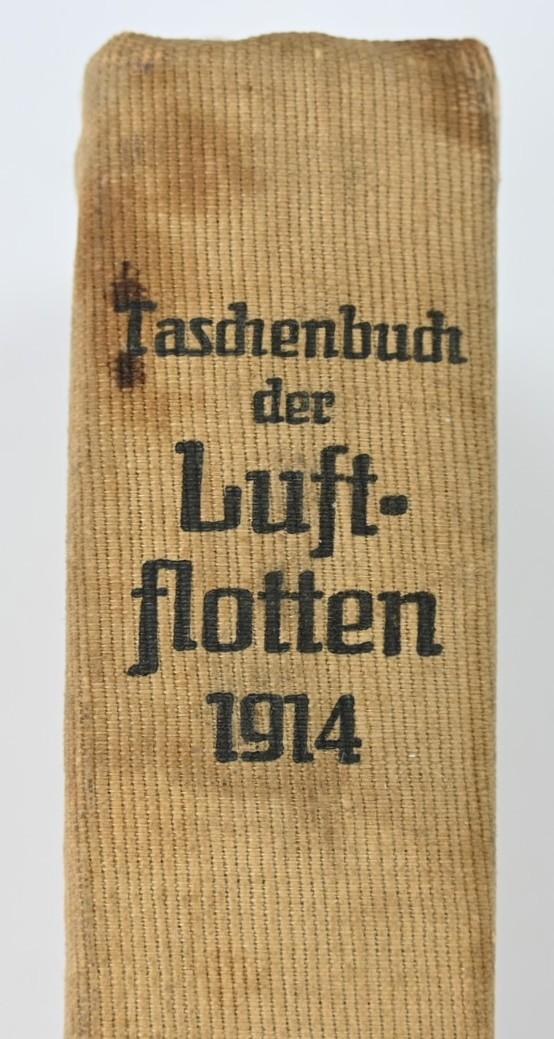 Taschenbuch
der
Luft-
flotten
1914